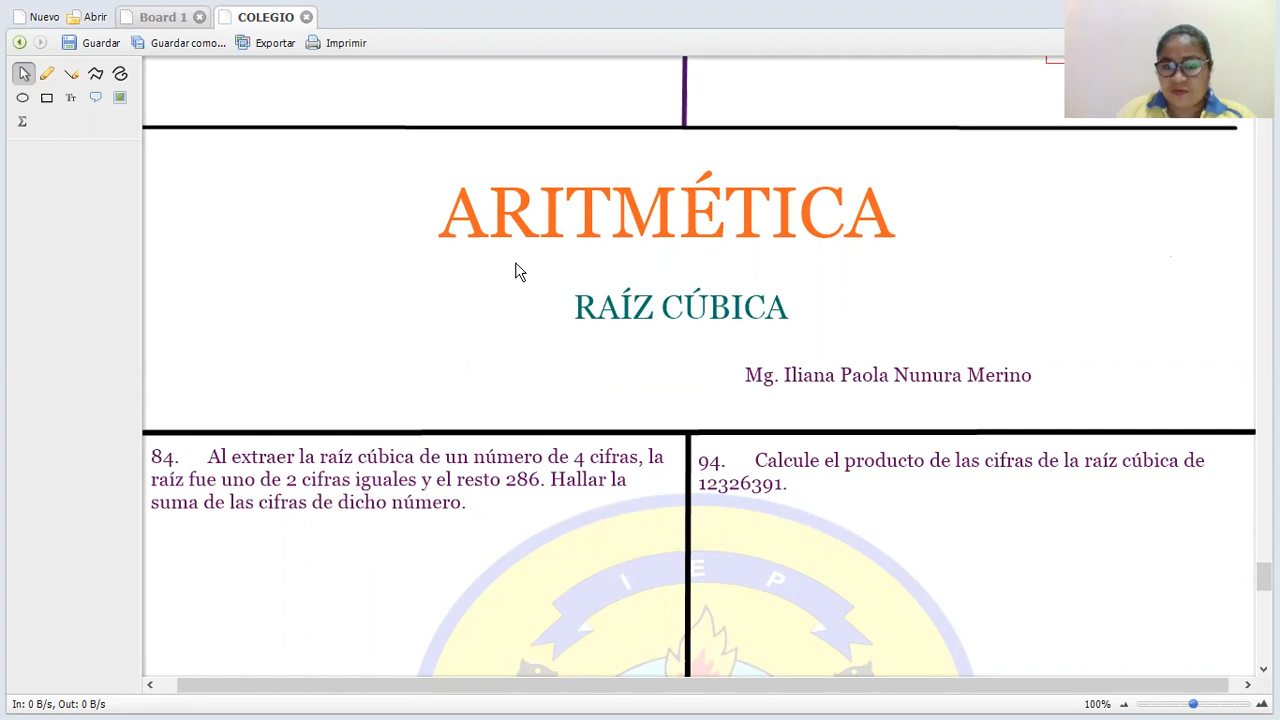 Nuevo Abrir Board 1 COLEGIO
Guardar Guardar como... Exportar Imprimir
Tт
Σ
ARITMÉTICA
RAÍZ CÚBICA
Mg. Iliana Paola Nunura Merino
84. Al extraer la raíz cúbica de un número de 4 cifras, la
raíz fue uno de 2 cifras iguales y el resto 286. Hallar la
suma de las cifras de dicho número.
94. Calcule el producto de las cifras de la raíz cúbica de
12326391.
I E P
In: 0 B/s, Out: 0 B/s
100%